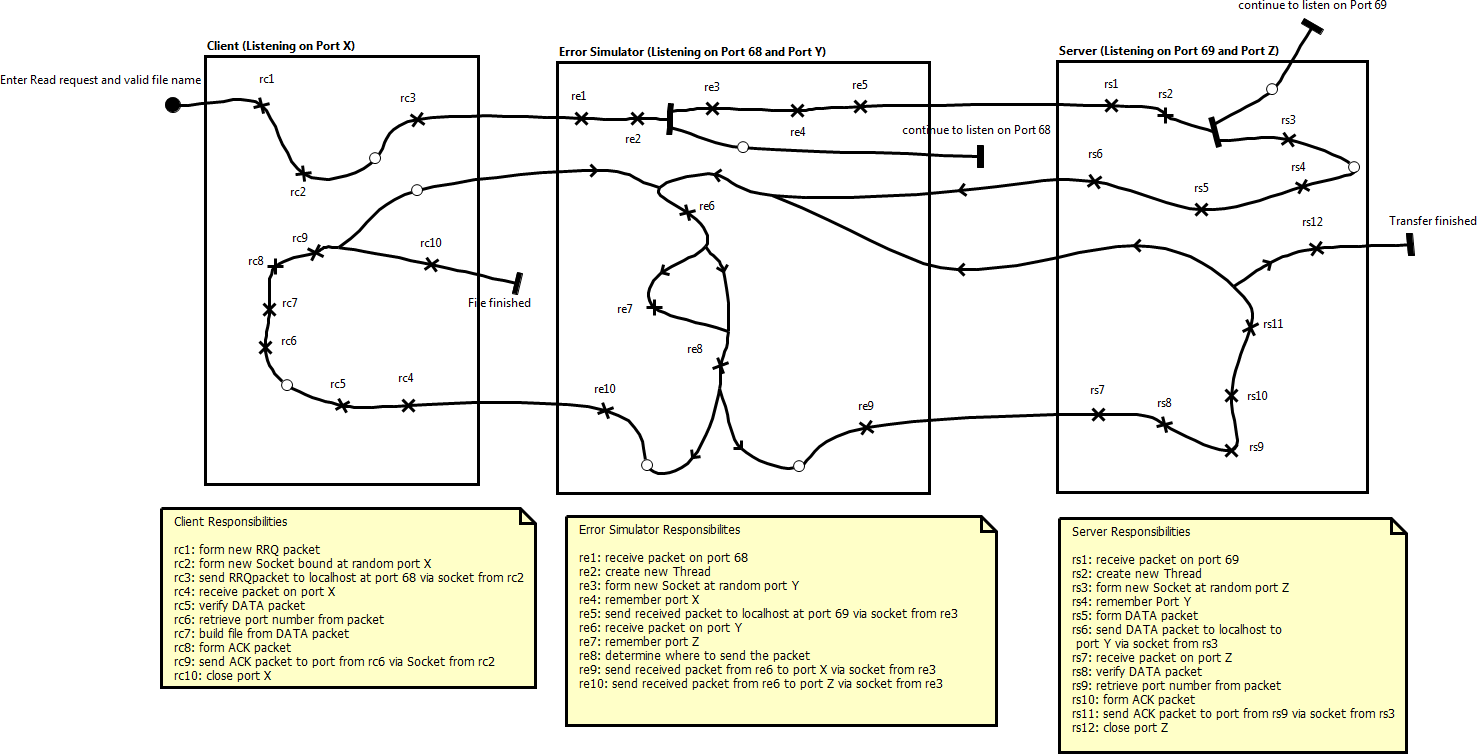 continue to listen on Port 69
Client (Listening on Port X)
Error Simulator (Listening on Port 68 and Port Y)
Server (Listening on Port 69 and Port Z)
Enter Read request and valid file name
rc1
rc3
rc2
re1
re2
re3
re4
re5
continue to listen on Port 68
rs1
rs2
rs3
rs4
rs5
rs6
re6
rs12
Transfer finished
rc9
rc8
rc10
File finished
rc7
rc6
re7
re8
rs11
rc5
rc4
re10
re9
rs7
rs8
rs10
rs9
Client Responsibilities
rc1: form new RRQ packet
rc2: form new Socket bound at random port X
rc3: send RRQpacket to localhost at port 68 via socket from rc2
rc4: receive packet on port X
rc5: verify DATA packet
rc6: retrieve port number from packet
rc7: build file from DATA packet
rc8: form ACK packet
rc9: send ACK packet to port from rc6 via Socket from rc2
rc10: close port X
Error Simulator Responsibilites
re1: receive packet on port 68
re2: create new Thread
re3: form new Socket at random port Y
re4: remember port X
re5: send received packet to localhost at port 69 via socket from re3
re6: receive packet on port Y
re7: remember port Z
re8: determine where to send the packet
re9: send received packet from re6 to port X via socket from re3
re10: send received packet from re6 to port Z via socket from re3
Server Responsibilities
rs1: receive packet on port 69
rs2: create new Thread
rs3: form new Socket at random port Z
rs4: remember Port Y
rs5: form DATA packet
rs6: send DATA packet to localhost to
port Y via socket from rs3
rs7: receive packet on port Z
rs8: verify DATA packet
rs9: retrieve port number from packet
rs10: form ACK packet
rs11: send ACK packet to port from rs9 via socket from rs3
rs12: close port Z